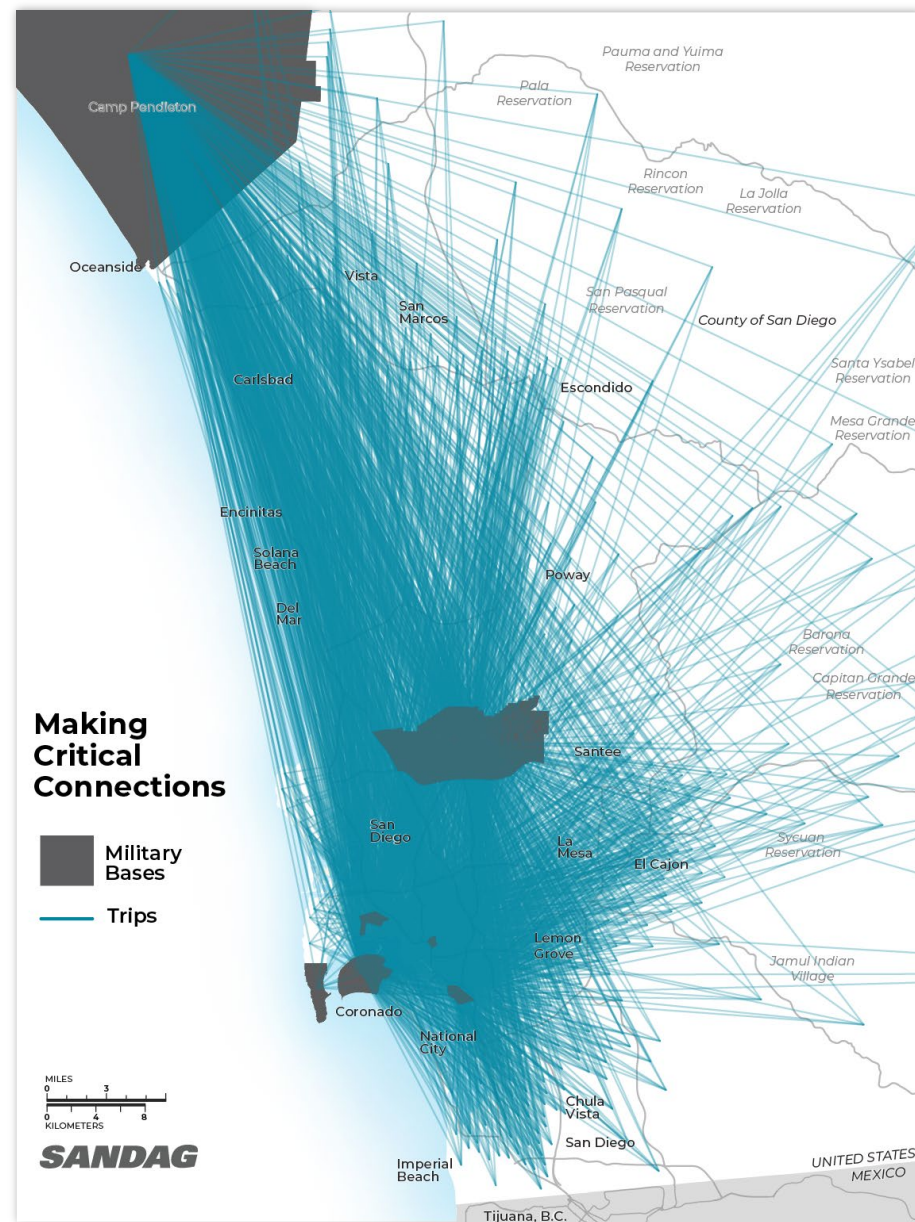 Pauma and Yuima
Reservation
Pala
Reservation
Camp Pendleton
Rincon
Reservation
La Jolla
Reservation
Oceanside
Vista
San Pasqual
Reservation
San
Marcos
County of San Diego
Santa Ysabel
Reservation
Carlsbad
Escondido
Mesa Grande
Reservation
Encinitas
Solana
Beach
Poway
Del
Mar
Barona
Reservation
Capitan Grande
Reservation
Making
Critical
Connections
Santee
San
Diego
La
Mesa
El Cajon
Sycuan
Reservation
Military
Bases
Trips
Lemon
Grove
Jamul Indian
Village
Coronado
National
City
MILES
0 3
0 4 8
KILOMETERS
Chula
Vista
San Diego
SANDAG
Imperial
Beach
UNITED STATES
MEXICO
Tijuana, B.C.